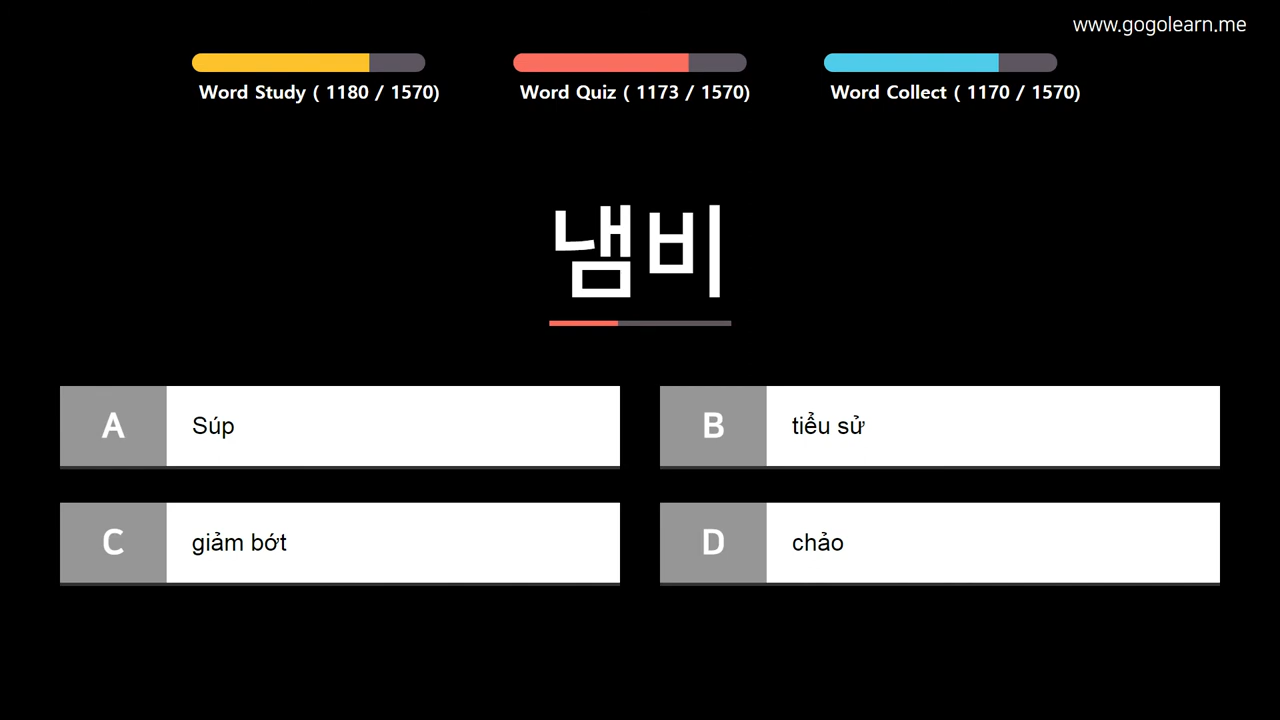 www.gogolearn.me
Word Study ( 1180 / 1570)
Word Quiz ( 1173 / 1570)
Word Collect ( 1170 / 1570)
냄비
A Súp
B tiểu sử
C giảm bớt
D chảo